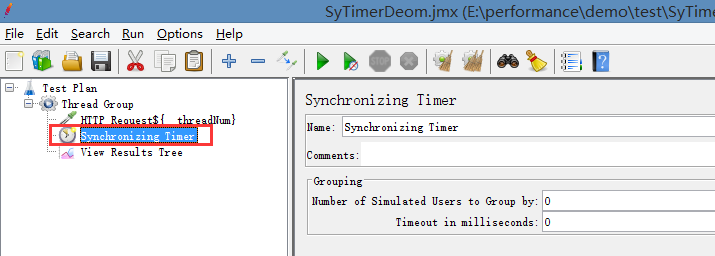 SyTimerDeom.jmx (E:\performance\demo\test\SyTime
File Edit Search Run Options Help
Test Plan
Thread Group
HTTP Request${__threadNum}
Synchronizing Timer
View Results Tree
Synchronizing Timer
Name: Synchronizing Timer
Comments:
Grouping
Number of Simulated Users to Group by: 0
Timeout in milliseconds: 0